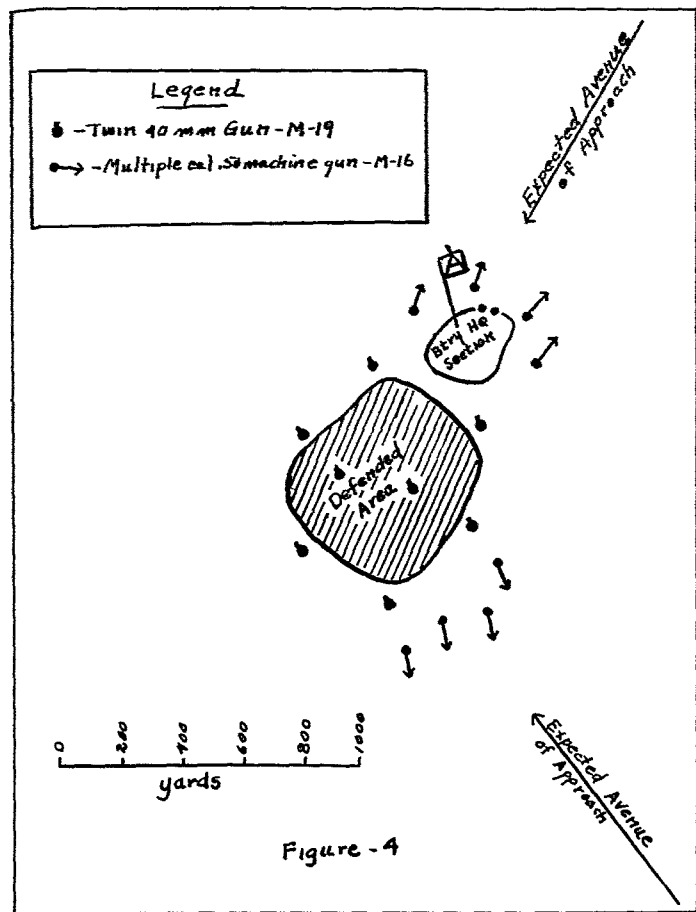 Legend
- Twin 40 mm Gun - M-19
- Multiple cal .50 machine gun - M-16
Expected Avenue
of Approach
A
Btry HQ
Section
Defended
Area
0 200 400 600 800 1000
yards
Expected Avenue
of Approach
Figure - 4